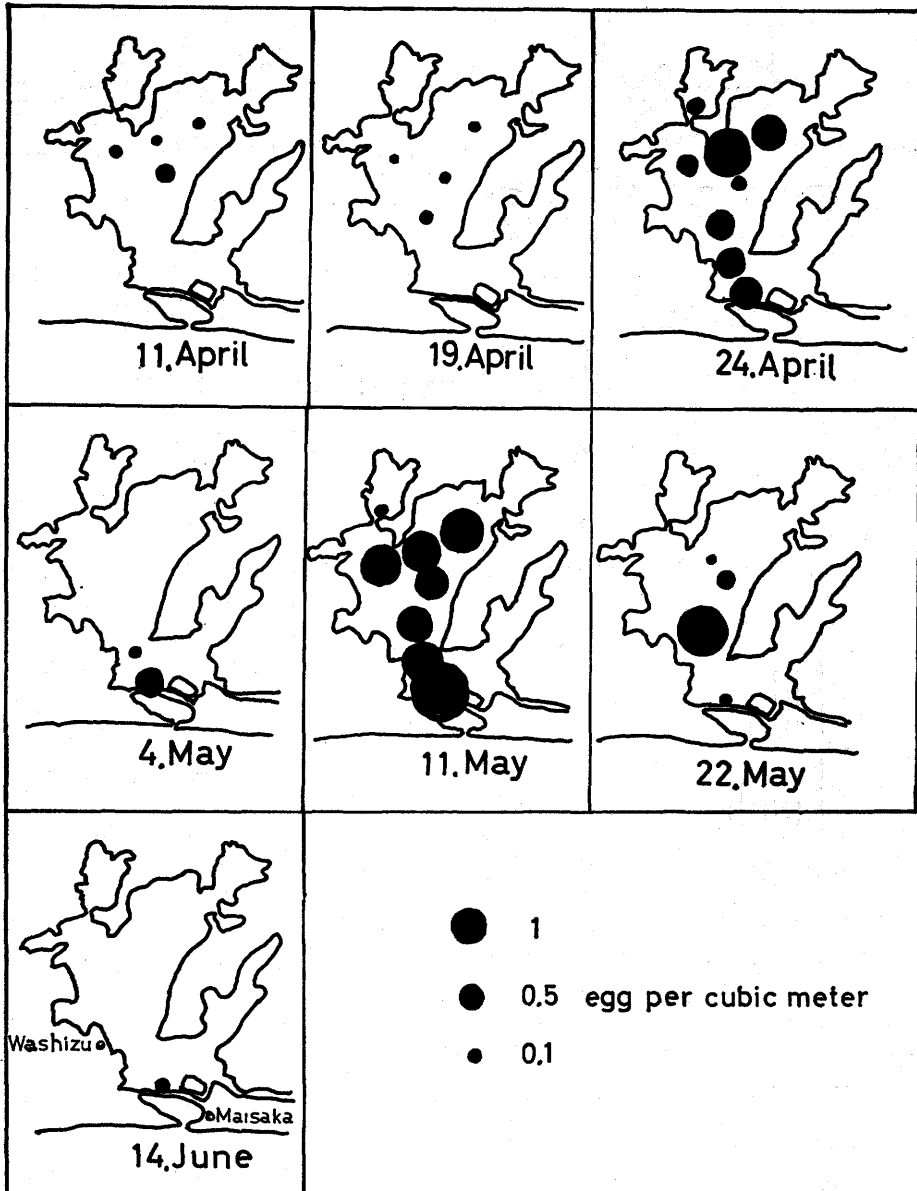 11.April
19.April
24.April
4.May
11.May
22.May
Washizu
Maisaka
14.June
1
0.5 egg per cubic meter
0.1